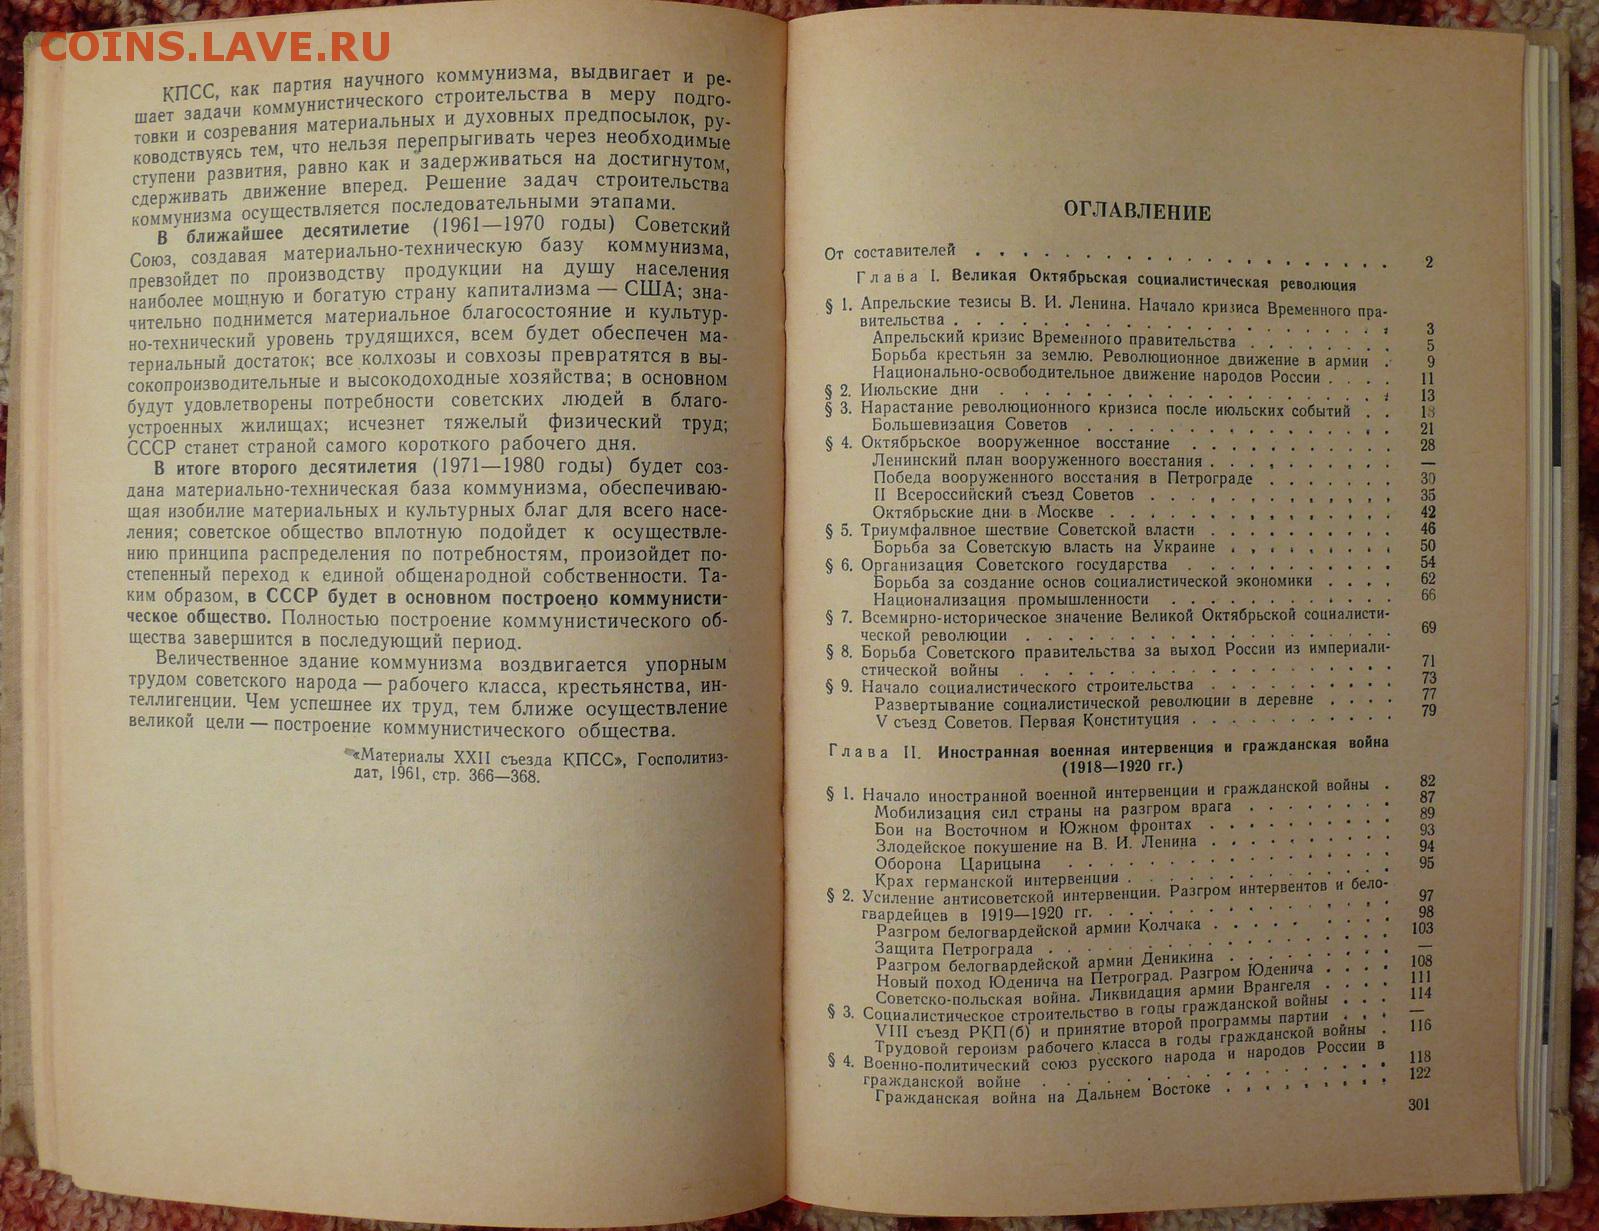 COINS.LAVE.RU
КПСС, как партия научного коммунизма, выдвигает и ре-
шает задачи коммунистического строительства в меру подго-
товки и созревания материальных и духовных предпосылок, ру-
ководствуясь тем, что нельзя перепрыгивать через необходимые
ступени развития, равно как и задерживаться на достигнутом,
сдерживать движение вперед. Решение задач строительства
коммунизма осуществляется последовательными этапами.
В ближайшее десятилетие (1961—1970 годы) Советский
Союз, создавая материально-техническую базу коммунизма,
превзойдет по производству продукции на душу населения
наиболее мощную и богатую страну капитализма — США; зна-
чительно поднимется материальное благосостояние и культур-
но-технический уровень трудящихся, всем будет обеспечен ма-
териальный достаток; все колхозы и совхозы превратятся в вы-
сокопроизводительные и высокодоходные хозяйства; в основном
будут удовлетворены потребности советских людей в благо-
устроенных жилищах; исчезнет тяжелый физический труд;
СССР станет страной самого короткого рабочего дня.
В итоге второго десятилетия (1971—1980 годы) будет соз-
дана материально-техническая база коммунизма, обеспечиваю-
щая изобилие материальных и культурных благ для всего насе-
ления; советское общество вплотную подойдет к осуществле-
нию принципа распределения по потребностям, произойдет по-
степенный переход к единой общенародной собственности. Та-
ким образом, в СССР будет в основном построено коммунисти-
ческое общество. Полностью построение коммунистического об-
щества завершится в последующий период.
Величественное здание коммунизма воздвигается упорным
трудом советского народа — рабочего класса, крестьянства, ин-
теллигенции. Чем успешнее их труд, тем ближе осуществление
великой цели — построение коммунистического общества.
«Материалы XXII съезда КПСС», Госполитиз-
дат, 1961, стр. 366—368.
ОГЛАВЛЕНИЕ
От составителей . . . 2
Глава I. Великая Октябрьская социалистическая революция
§ 1. Апрельские тезисы В. И. Ленина. Начало кризиса Временного пра-
вительства . . . 3
Апрельский кризис Временного правительства . . . 5
Борьба крестьян за землю. Революционное движение в армии . 9
Национально-освободительное движение народов России . . . 11
§ 2. Июльские дни . . . 13
§ 3. Нарастание революционного кризиса после июльских событий . . 18
Большевизация Советов . . . 21
§ 4. Октябрьское вооруженное восстание . . . 28
Ленинский план вооруженного восстания . . . —
Победа вооруженного восстания в Петрограде . . . 30
II Всероссийский съезд Советов . . . 35
Октябрьские дни в Москве . . . 42
§ 5. Триумфальное шествие Советской власти . . . 46
Борьба за Советскую власть на Украине . . . 50
§ 6. Организация Советского государства . . . 54
Борьба за создание основ социалистической экономики . . . 62
Национализация промышленности . . . 66
§ 7. Всемирно-историческое значение Великой Октябрьской социалисти-
ческой революции . . . 69
§ 8. Борьба Советского правительства за выход России из империали-
стической войны . . . 71
§ 9. Начало социалистического строительства . . . 73
Развертывание социалистической революции в деревне . . . 77
V съезд Советов. Первая Конституция . . . 79
Глава II. Иностранная военная интервенция и гражданская война
(1918—1920 гг.)
§ 1. Начало иностранной военной интервенции и гражданской войны . 82
Мобилизация сил страны на разгром врага . . . 87
Бои на Восточном и Южном фронтах . . . 89
Злодейское покушение на В. И. Ленина . . . 93
Оборона Царицына . . . 94
Крах германской интервенции . . . 95
§ 2. Усиление антисоветской интервенции. Разгром интервентов и бело-
гвардейцев в 1919—1920 гг. . . . 97
Разгром белогвардейской армии Колчака . . . 98
Защита Петрограда . . . 103
Разгром белогвардейской армии Деникина . . . —
Новый поход Юденича на Петроград. Разгром Юденича . . . 108
Советско-польская война. Ликвидация армии Врангеля . . . 111
§ 3. Социалистическое строительство в годы гражданской войны . . . 114
VIII съезд РКП(б) и принятие второй программы партии . . . —
Трудовой героизм рабочего класса в годы гражданской войны . 116
§ 4. Военно-политический союз русского народа и народов России в
гражданской войне . . . 118
Гражданская война на Дальнем Востоке . . . 122
301